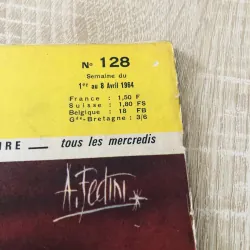 N° 128
Semaine du
1er au 8 Avril 1964
France : 1,50 F
Suisse : 1,80 FS
Belgique : 18 FB
Gde-Bretagne : 3/6
IRE _ tous les mercredis
A. Fedini